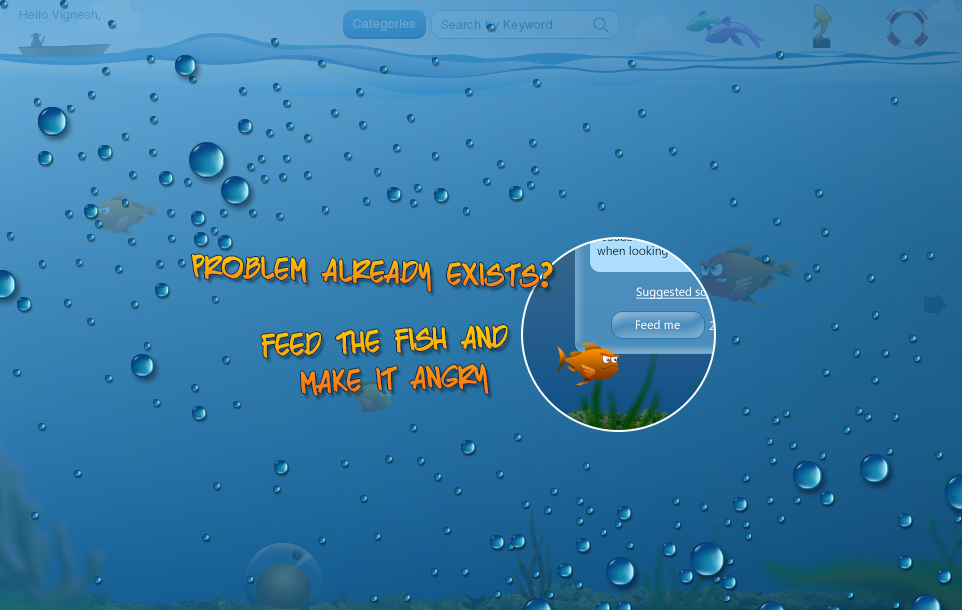 Hello Vignesh,
Categories
Search by Keyword
PROBLEM ALREADY EXISTS?
when looking
Suggested so
Feed me
2
FEED THE FISH AND
MAKE IT ANGRY